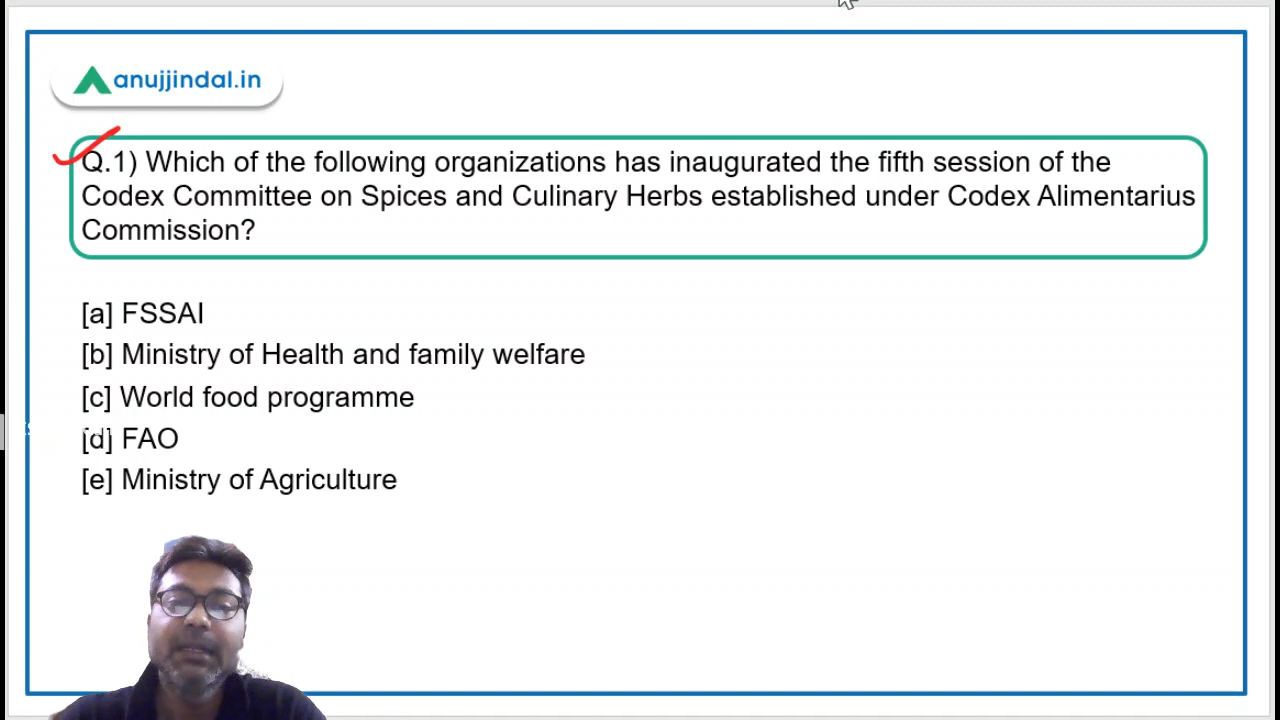 anujjindal.in
Q.1) Which of the following organizations has inaugurated the fifth session of the
Codex Committee on Spices and Culinary Herbs established under Codex Alimentarius
Commission?
[a] FSSAI
[b] Ministry of Health and family welfare
[c] World food programme
[d] FAO
[e] Ministry of Agriculture